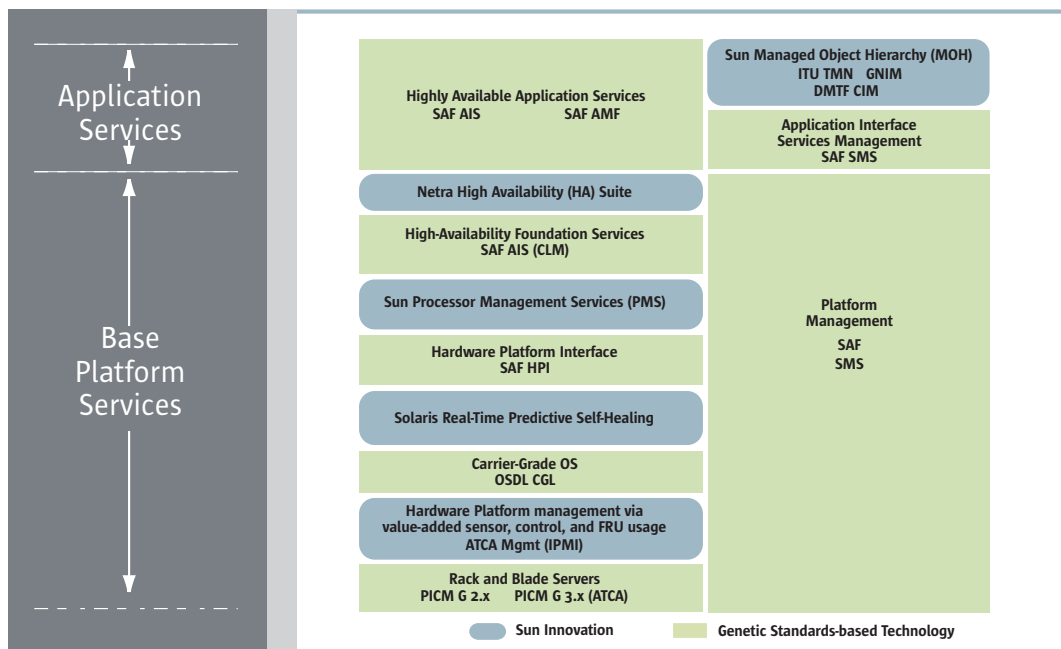 Application
Services
Base
Platform
Services
Highly Available Application Services
SAF AIS SAF AMF
Netra High Availability (HA) Suite
High-Availability Foundation Services
SAF AIS (CLM)
Sun Processor Management Services (PMS)
Hardware Platform Interface
SAF HPI
Solaris Real-Time Predictive Self-Healing
Carrier-Grade OS
OSDL CGL
Hardware Platform management via
value-added sensor, control, and FRU usage
ATCA Mgmt (IPMI)
Rack and Blade Servers
PICM G 2.x PICM G 3.x (ATCA)
Sun Managed Object Hierarchy (MOH)
ITU TMN GNIM
DMTF CIM
Application Interface
Services Management
SAF SMS
Platform
Management
SAF
SMS
Sun Innovation
Genetic Standards-based Technology